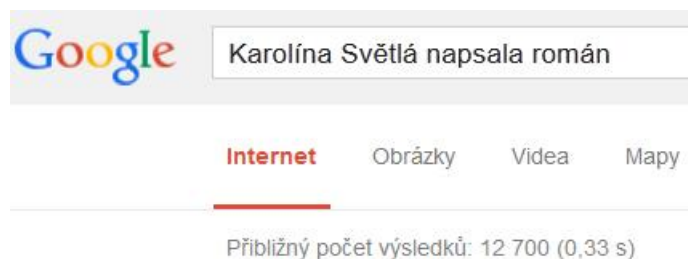 Google Karolína Světlá napsala román
Internet Obrázky Videa Mapy
Přibližný počet výsledků: 12 700 (0,33 s)